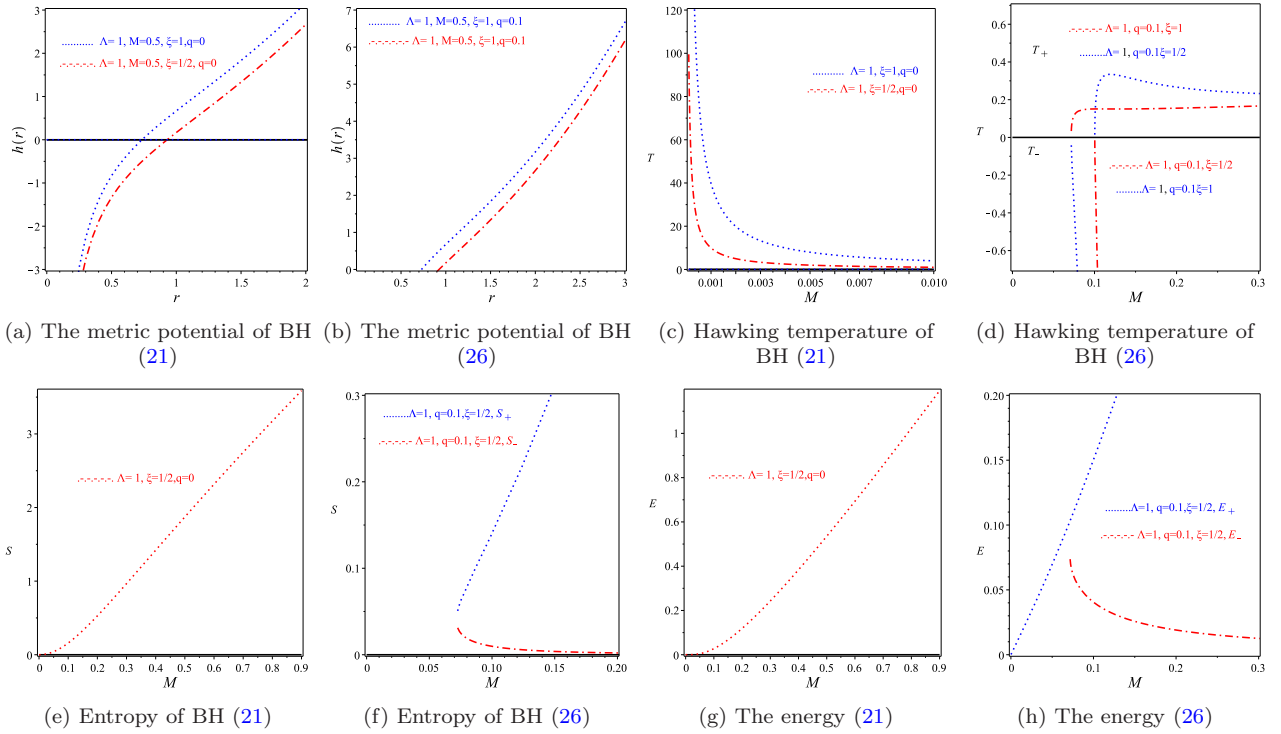 3
2
1
0
−1
−2
−3
h(r)
0
0.5
1
1.5
2
r
Λ= 1, M=0.5, ξ=1,q=0
Λ= 1, M=0.5, ξ=1/2, q=0
(a) The metric potential of BH
(21)
7
6
5
4
3
2
1
0
h(r)
0.5
1
1.5
2
2.5
3
r
Λ= 1, M=0.5, ξ=1, q=0.1
Λ= 1, M=0.5, ξ=1, q=0.1
(b) The metric potential of BH
(26)
120
100
80
60
40
20
0
T
0.001
0.003
0.005
0.007
0.010
M
Λ= 1, ξ=1,q=0
Λ= 1, ξ=1/2,q=0
(c) Hawking temperature of
BH (21)
0.6
0.4
0.2
0
−0.2
−0.4
−0.6
T
T+
T−
0
0.1
0.2
0.3
M
Λ= 1, q=0.1, ξ=1
Λ= 1, q=0.1ξ=1/2
Λ= 1, q=0.1, ξ=1/2
Λ= 1, q=0.1ξ=1
(d) Hawking temperature of
BH (26)
3
2
1
0
S
0
0.1
0.2
0.3
0.4
0.5
0.6
0.7
0.8
0.9
M
Λ= 1, ξ=1/2,q=0
(e) Entropy of BH (21)
0.3
0.2
0.1
0
S
0
0.05
0.10
0.15
0.20
M
Λ=1, q=0.1,ξ=1/2, S+
Λ=1, q=0.1, ξ=1/2, S−
(f) Entropy of BH (26)
1
0.8
0.6
0.4
0.2
0
E
0
0.1
0.2
0.3
0.4
0.5
0.6
0.7
0.8
0.9
M
Λ= 1, ξ=1/2,q=0
(g) The energy (21)
0.20
0.15
0.10
0.05
0
E
0
0.1
0.2
0.3
M
Λ=1, q=0.1,ξ=1/2, E+
Λ=1, q=0.1, ξ=1/2, E−
(h) The energy (26)